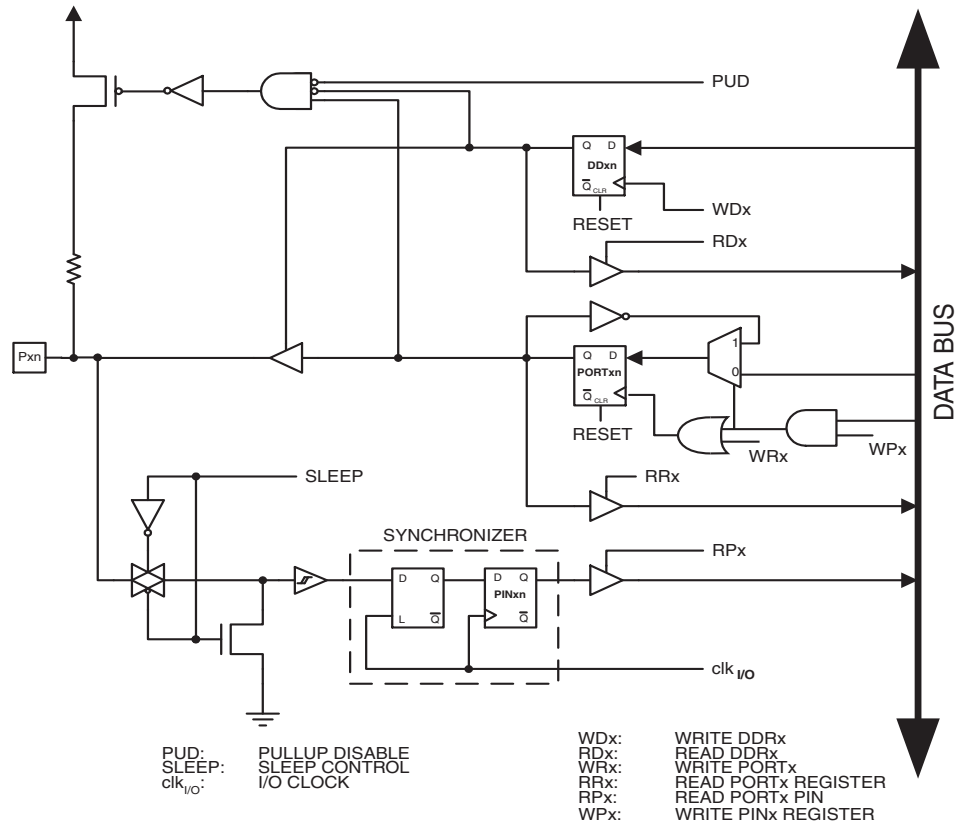 PUD
Q D
DDxn
Q CLR
WDx
RESET
RDx
Pxn
1
Q D
PORTxn
0
Q CLR
RESET
WRx
WPx
DATA BUS
SLEEP
RRx
SYNCHRONIZER
RPx
D Q
D Q
PINxn
L Q
Q
clk I/O
PUD: PULLUP DISABLE
SLEEP: SLEEP CONTROL
clkI/O: I/O CLOCK
WDx: WRITE DDRx
RDx: READ DDRx
WRx: WRITE PORTx
RRx: READ PORTx REGISTER
RPx: READ PORTx PIN
WPx: WRITE PINx REGISTER